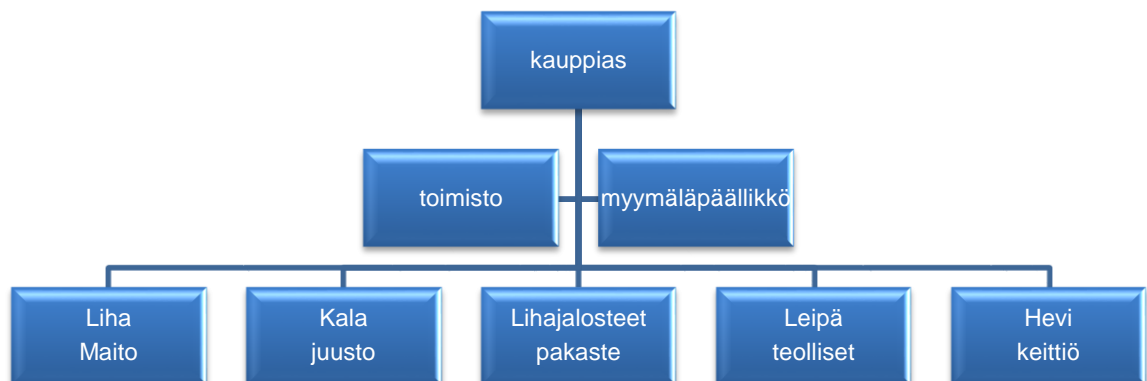 kauppias
toimisto
myymäläpäällikkö
Liha
Maito
Kala
juusto
Lihajalosteet
pakaste
Leipä
teolliset
Hevi
keittiö